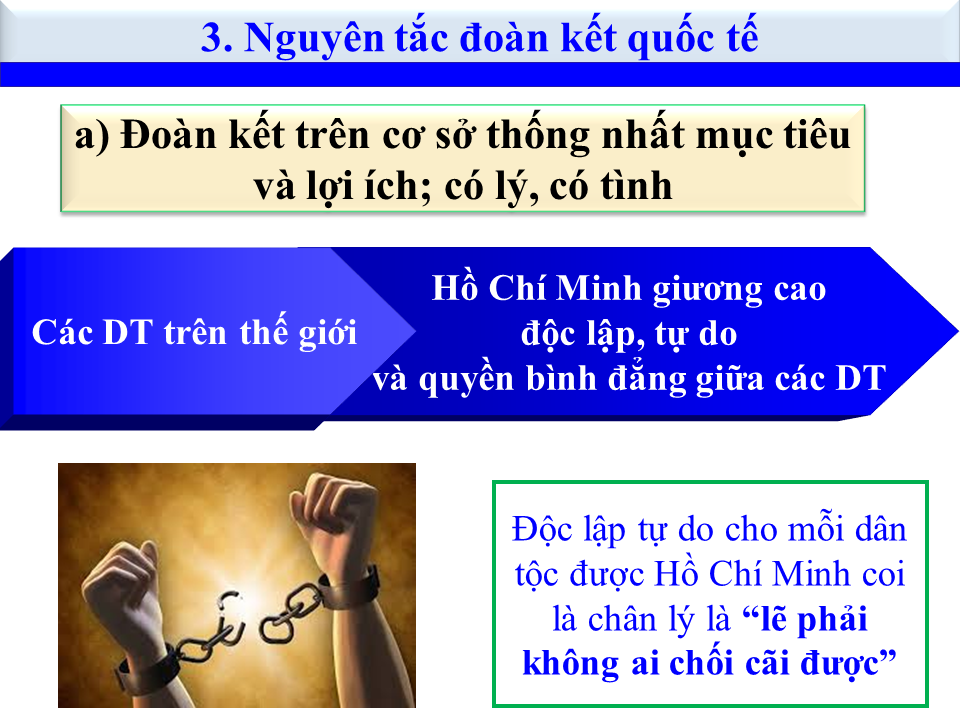 3. Nguyên tắc đoàn kết quốc tế
a) Đoàn kết trên cơ sở thống nhất mục tiêu
và lợi ích; có lý, có tình
Các DT trên thế giới
Hồ Chí Minh giương cao
độc lập, tự do
và quyền bình đẳng giữa các DT
Độc lập tự do cho mỗi dân
tộc được Hồ Chí Minh coi
là chân lý là “lẽ phải
không ai chối cãi được”